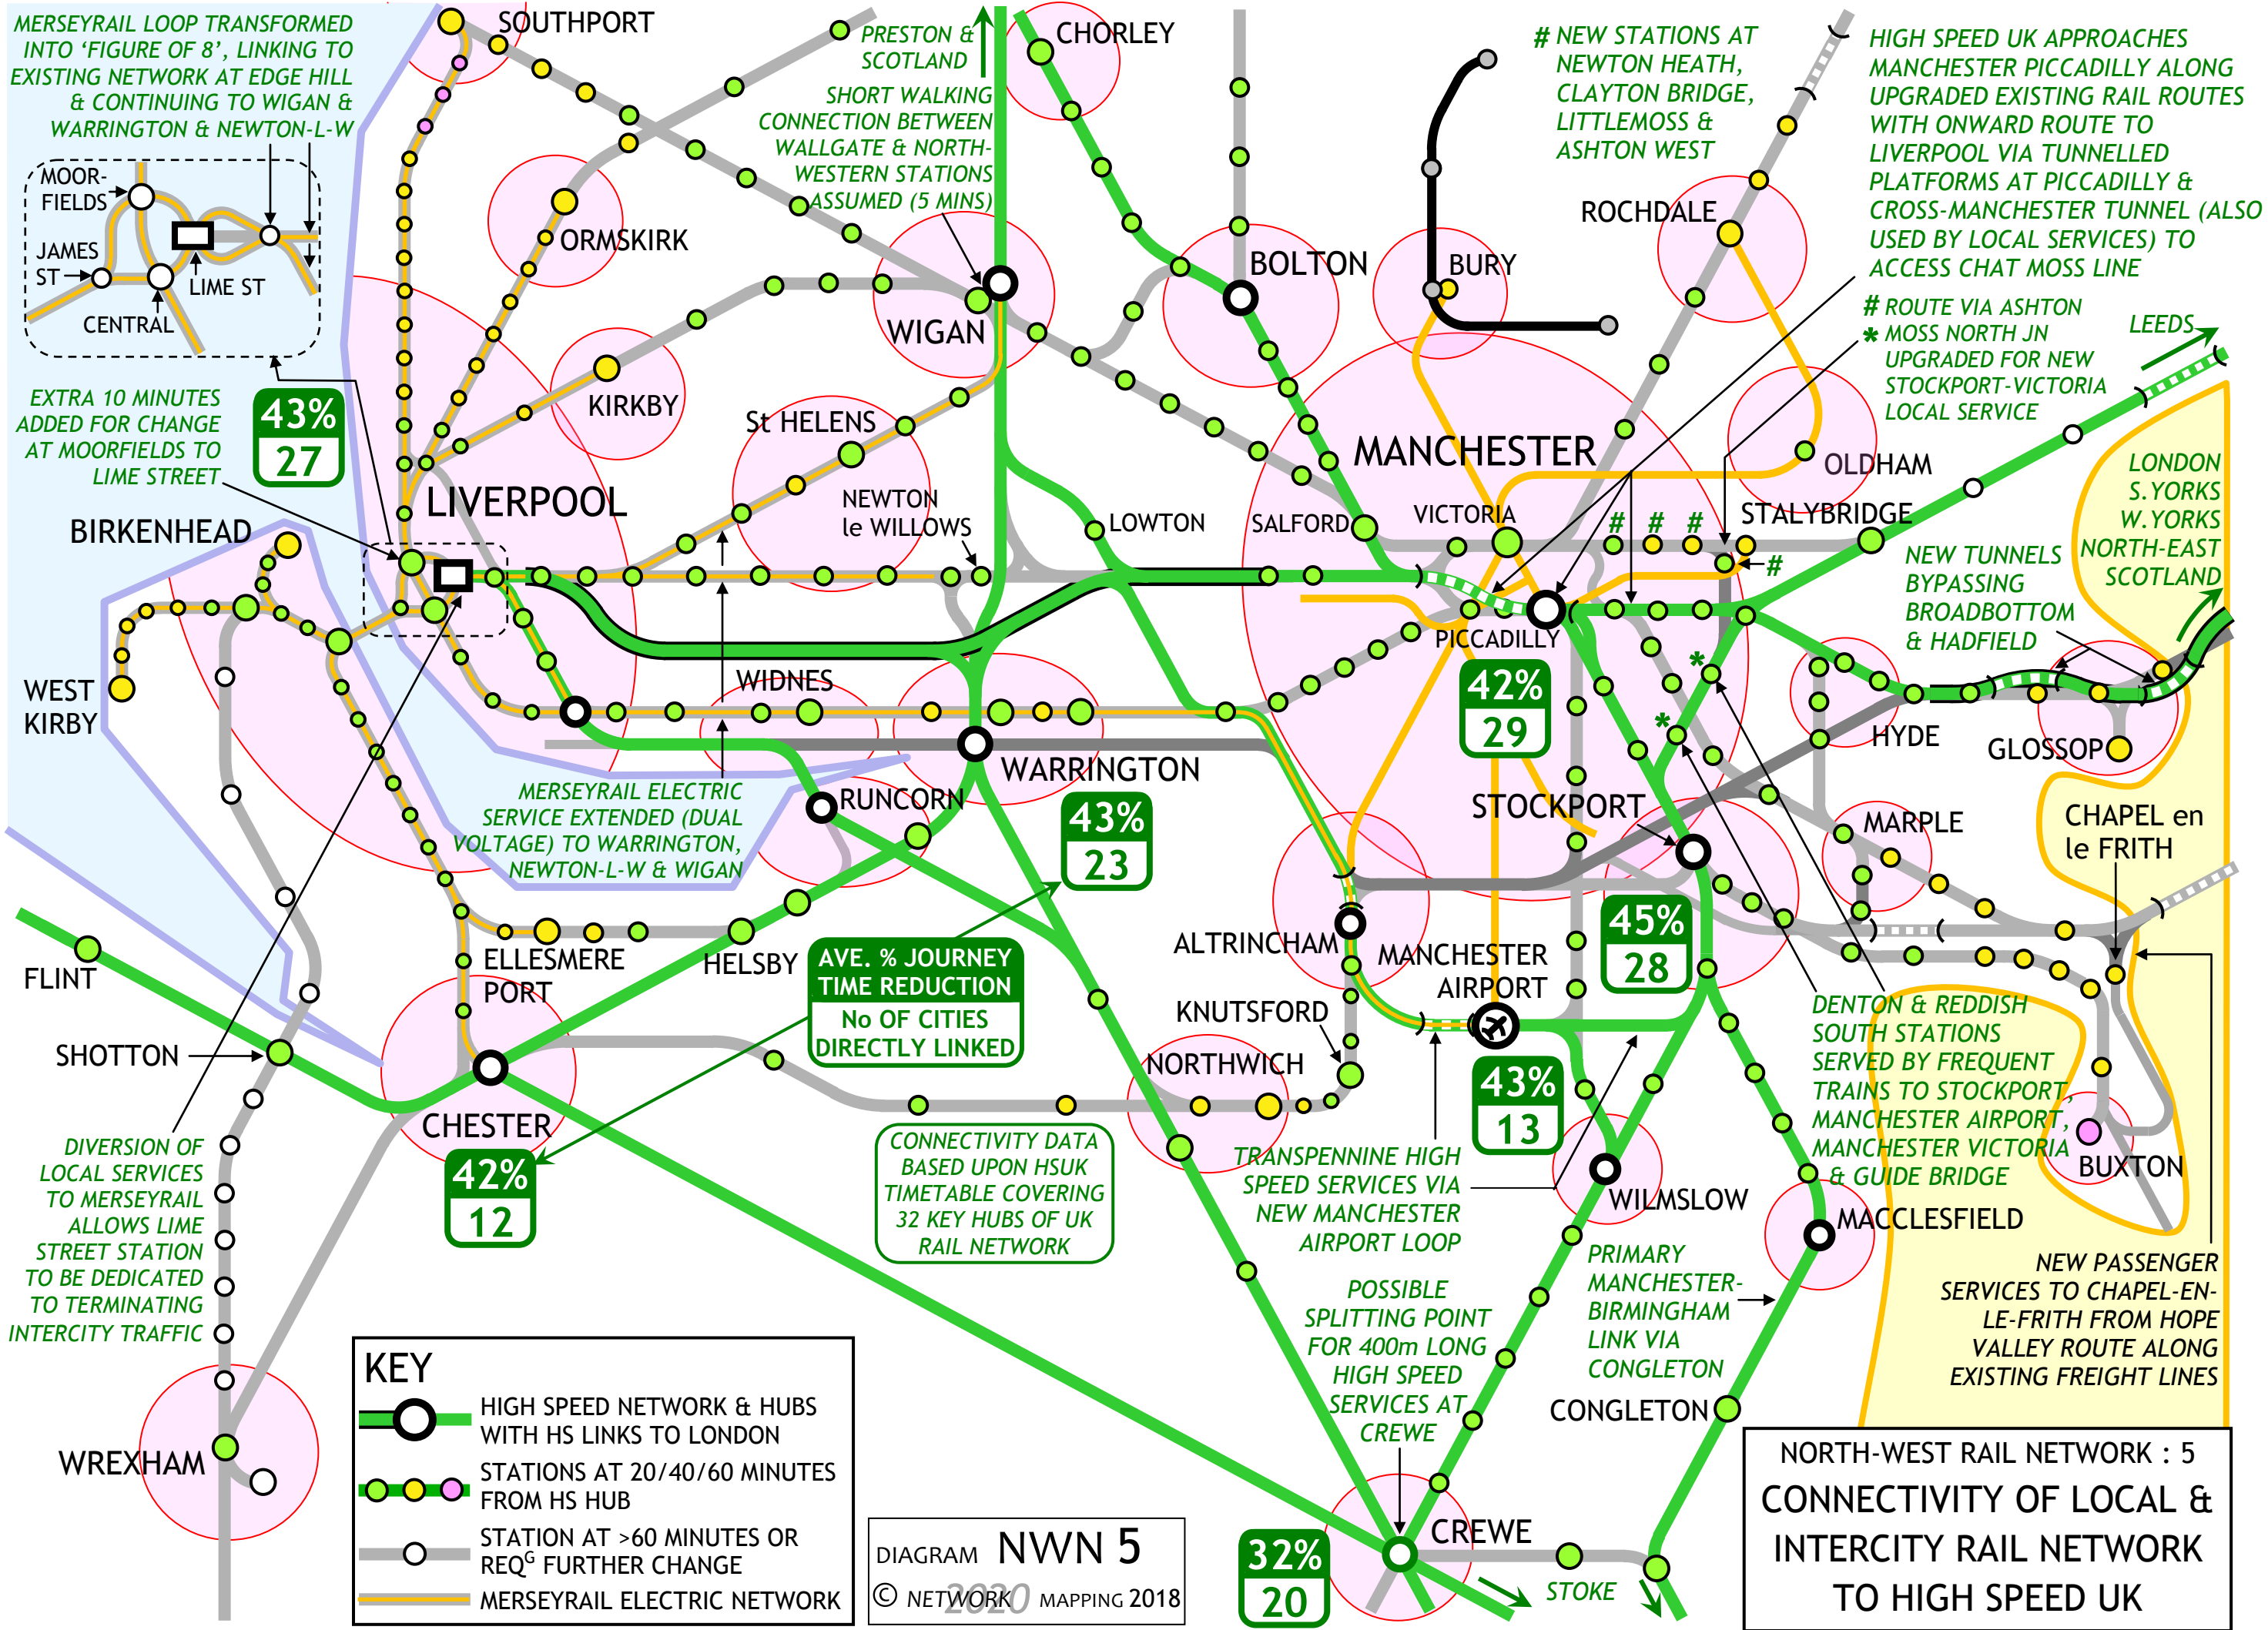 MERSEYRAIL LOOP TRANSFORMED
INTO ‘FIGURE OF 8’, LINKING TO
EXISTING NETWORK AT EDGE HILL
& CONTINUING TO WIGAN &
WARRINGTON & NEWTON-L-W
MOOR-
FIELDS
JAMES
ST
LIME ST
CENTRAL
SOUTHPORT
PRESTON &
SCOTLAND
CHORLEY
SHORT WALKING
CONNECTION BETWEEN
WALLGATE & NORTH-
WESTERN STATIONS
ASSUMED (5 MINS)
# NEW STATIONS AT
NEWTON HEATH,
CLAYTON BRIDGE,
LITTLEMOSS &
ASHTON WEST
HIGH SPEED UK APPROACHES
MANCHESTER PICCADILLY ALONG
UPGRADED EXISTING RAIL ROUTES
WITH ONWARD ROUTE TO
LIVERPOOL VIA TUNNELLED
PLATFORMS AT PICCADILLY &
CROSS-MANCHESTER TUNNEL (ALSO
USED BY LOCAL SERVICES) TO
ACCESS CHAT MOSS LINE
# ROUTE VIA ASHTON
* MOSS NORTH JN
UPGRADED FOR NEW
STOCKPORT-VICTORIA
LOCAL SERVICE
LEEDS
ORMSKIRK
WIGAN
BOLTON
BURY
ROCHDALE
OLDHAM
EXTRA 10 MINUTES
ADDED FOR CHANGE
AT MOORFIELDS TO
LIME STREET
43%
27
KIRKBY
St HELENS
MANCHESTER
LIVERPOOL
NEWTON
le WILLOWS
LOWTON
SALFORD
VICTORIA
# # #
#
STALYBRIDGE
LONDON
S.YORKS
W.YORKS
NORTH-EAST
SCOTLAND
NEW TUNNELS
BYPASSING
BROADBOTTOM
& HADFIELD
BIRKENHEAD
PICCADILLY
WEST
KIRBY
WIDNES
42%
29
*
*
HYDE
GLOSSOP
WARRINGTON
43%
23
RUNCORN
MERSEYRAIL ELECTRIC
SERVICE EXTENDED (DUAL
VOLTAGE) TO WARRINGTON,
NEWTON-L-W & WIGAN
STOCKPORT
MARPLE
CHAPEL en
le FRITH
45%
28
FLINT
ELLESMERE
PORT
HELSBY
AVE. % JOURNEY
TIME REDUCTION
No OF CITIES
DIRECTLY LINKED
ALTRINCHAM
MANCHESTER
AIRPORT
KNUTSFORD
SHOTTON
NORTHWICH
43%
13
DENTON & REDDISH
SOUTH STATIONS
SERVED BY FREQUENT
TRAINS TO STOCKPORT,
MANCHESTER AIRPORT,
MANCHESTER VICTORIA
& GUIDE BRIDGE
BUXTON
CHESTER
42%
12
CONNECTIVITY DATA
BASED UPON HSUK
TIMETABLE COVERING
32 KEY HUBS OF UK
RAIL NETWORK
TRANSPENNINE HIGH
SPEED SERVICES VIA
NEW MANCHESTER
AIRPORT LOOP
WILMSLOW
MACCLESFIELD
DIVERSION OF
LOCAL SERVICES
TO MERSEYRAIL
ALLOWS LIME
STREET STATION
TO BE DEDICATED
TO TERMINATING
INTERCITY TRAFFIC
POSSIBLE
SPLITTING POINT
FOR 400m LONG
HIGH SPEED
SERVICES AT
CREWE
PRIMARY
MANCHESTER-
BIRMINGHAM
LINK VIA
CONGLETON
NEW PASSENGER
SERVICES TO CHAPEL-EN-
LE-FRITH FROM HOPE
VALLEY ROUTE ALONG
EXISTING FREIGHT LINES
CONGLETON
WREXHAM
KEY
HIGH SPEED NETWORK & HUBS
WITH HS LINKS TO LONDON
STATIONS AT 20/40/60 MINUTES
FROM HS HUB
STATION AT >60 MINUTES OR
REQᴳ FURTHER CHANGE
MERSEYRAIL ELECTRIC NETWORK
DIAGRAM NWN 5
© NETWORK 2020 MAPPING 2018
32%
20
CREWE
STOKE
NORTH-WEST RAIL NETWORK : 5
CONNECTIVITY OF LOCAL &
INTERCITY RAIL NETWORK
TO HIGH SPEED UK